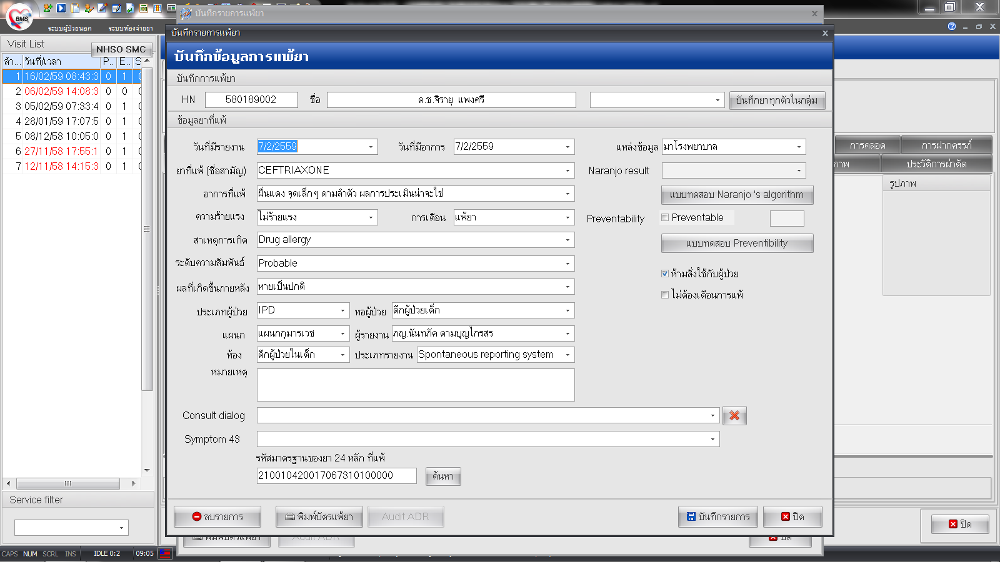 บันทึกรายการแพ้ยา
BMS
ระบบผู้ป่วยนอก ระบบห้องจ่ายยา
Visit List
NHSO SMC
ลำ... วันที่/เวลา P.. E.. S
1 16/02/59 08:43:3 0 1
2 06/02/59 14:08:3 0 0
3 05/02/59 07:33:4 0 1
4 28/01/59 17:07:5 0 1
5 08/12/58 10:05:0 0 1
6 27/11/58 17:55:1 0 1
7 12/11/58 14:15:3 0 1
Service filter
บันทึกรายการแพ้ยา
บันทึกข้อมูลการแพ้ยา
บันทึกการแพ้ยา
HN 580189002 ชื่อ ด.ช.จิรายุ แพงศรี บันทึกยาทุกตัวในกลุ่ม
ข้อมูลยาที่แพ้
วันที่มีรายงาน 7/2/2559 วันที่มีอาการ 7/2/2559 แหล่งข้อมูล มาโรงพยาบาล
ยาที่แพ้ (ชื่อสามัญ) CEFTRIAXONE Naranjo result
อาการที่แพ้ ผื่นแดง จุดเล็กๆ ตามลำตัว ผลการประเมินน่าจะใช่ แบบทดสอบ Naranjo 's algorithm
ความร้ายแรง ไม่ร้ายแรง การเตือน แพ้ยา Preventability Preventable
สาเหตุการเกิด Drug allergy แบบทดสอบ Preventibility
ระดับความสัมพันธ์ Probable ห้ามสั่งใช้กับผู้ป่วย
ผลที่เกิดขึ้นภายหลัง หายเป็นปกติ ไม่ต้องเตือนการแพ้
ประเภทผู้ป่วย IPD หอผู้ป่วย ตึกผู้ป่วยเด็ก
แผนก แผนกกุมารเวช ผู้รายงาน ภญ.นันทภัค ตามบุญไกรสร
ห้อง ตึกผู้ป่วยในเด็ก ประเภทรายงาน Spontaneous reporting system
หมายเหตุ
Consult dialog
Symptom 43
รหัสมาตรฐานของยา 24 หลัก ที่แพ้
210010420017067310100000 ค้นหา
ลบรายการ พิมพ์บัตรแพ้ยา Audit ADR บันทึกรายการ ปิด
พิมพ์บัตรแพ้ยา Audit ADR ปิด
การคลอด การฝากครรภ์
ภาพ ประวัติการผ่าตัด
รูปภาพ
ปิด
CAPS NUM SCRL INS IDLE 0:2 09:05